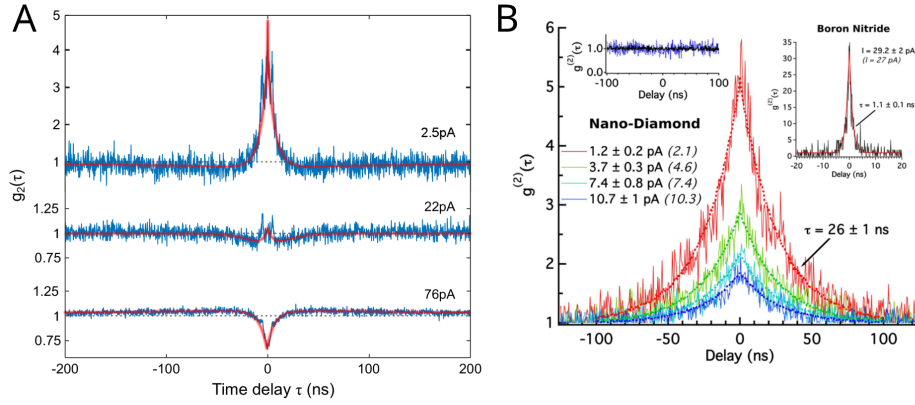 A
5
4
3
2
1
1.25
1
0.75
1.25
1
0.75
g₂(τ)
2.5pA
22pA
76pA
-200
-100
0
100
200
Time delay τ (ns)
B
6
5
4
3
2
1
g⁽²⁾(τ)
1.0
0.0
g⁽²⁾(τ)
-100
0
100
Delay (ns)
Nano-Diamond
1.2 ± 0.2 pA (2.1)
3.7 ± 0.3 pA (4.6)
7.4 ± 0.8 pA (7.4)
10.7 ± 1 pA (10.3)
Boron Nitride
35
30
25
20
15
10
5
0
g⁽²⁾(τ)
I = 29.2 ± 2 pA
(I = 27 pA)
τ = 1.1 ± 0.1 ns
-20
-10
0
10
20
Delay (ns)
τ = 26 ± 1 ns
-100
-50
0
50
100
Delay (ns)